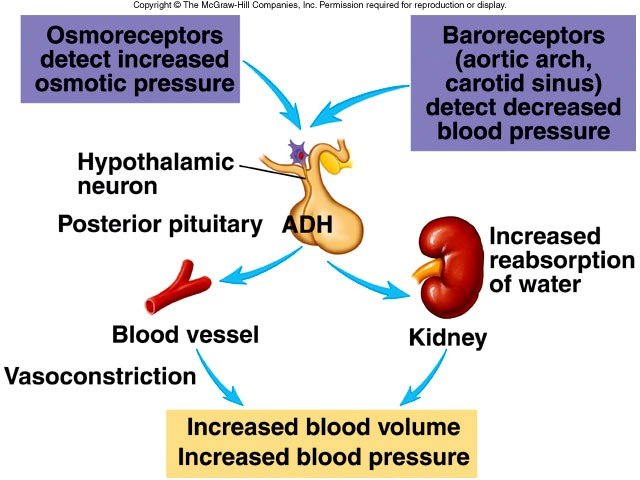 Copyright © The McGraw-Hill Companies, Inc. Permission required for reproduction or display.
Osmoreceptors
detect increased
osmotic pressure
Baroreceptors
(aortic arch,
carotid sinus)
detect decreased
blood pressure
Hypothalamic
neuron
Posterior pituitary
ADH
Increased
reabsorption
of water
Blood vessel
Kidney
Vasoconstriction
Increased blood volume
Increased blood pressure